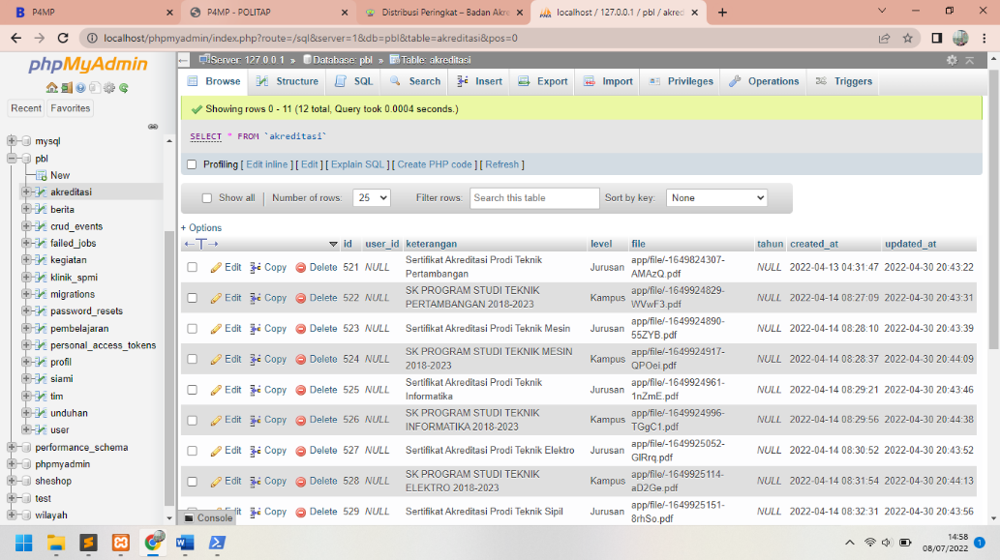 P4MP
P4MP - POLITAP
Distribusi Peringkat – Badan Akre
localhost / 127.0.0.1 / pbl / akred
localhost/phpmyadmin/index.php?route=/sql&server=1&db=pbl&table=akreditasi&pos=0
phpMyAdmin
Recent Favorites
mysql
pbl
New
akreditasi
berita
crud_events
failed_jobs
kegiatan
klinik_spmi
migrations
password_resets
pembelajaran
personal_access_tokens
profil
siami
tim
unduhan
user
performance_schema
phpmyadmin
sheshop
test
wilayah
Server: 127.0.0.1 » Database: pbl » Table: akreditasi
Browse Structure SQL Search Insert Export Import Privileges Operations Triggers
Showing rows 0 - 11 (12 total, Query took 0.0004 seconds.)
SELECT * FROM `akreditasi`
Profiling [ Edit inline ] [ Edit ] [ Explain SQL ] [ Create PHP code ] [ Refresh ]
Show all Number of rows: 25 Filter rows: Search this table Sort by key: None
+ Options
←T→ id user_id keterangan level file tahun created_at updated_at
Edit Copy Delete 521 NULL Sertifikat Akreditasi Prodi Teknik Pertambangan Jurusan app/file/-1649824307-AMAzQ.pdf NULL 2022-04-13 04:31:47 2022-04-30 20:43:22
Edit Copy Delete 522 NULL SK PROGRAM STUDI TEKNIK PERTAMBANGAN 2018-2023 Kampus app/file/-1649924829-WVwF3.pdf NULL 2022-04-14 08:27:09 2022-04-30 20:43:31
Edit Copy Delete 523 NULL Sertifikat Akreditasi Prodi Teknik Mesin Jurusan app/file/-1649924890-55ZYB.pdf NULL 2022-04-14 08:28:10 2022-04-30 20:43:39
Edit Copy Delete 524 NULL SK PROGRAM STUDI TEKNIK MESIN 2018-2023 Kampus app/file/-1649924917-QPOei.pdf NULL 2022-04-14 08:28:37 2022-04-30 20:44:09
Edit Copy Delete 525 NULL Sertifikat Akreditasi Prodi Teknik Informatika Jurusan app/file/-1649924961-1nZmE.pdf NULL 2022-04-14 08:29:21 2022-04-30 20:43:46
Edit Copy Delete 526 NULL SK PROGRAM STUDI TEKNIK INFORMATIKA 2018-2023 Kampus app/file/-1649924996-TGgC1.pdf NULL 2022-04-14 08:29:56 2022-04-30 20:44:38
Edit Copy Delete 527 NULL Sertifikat Akreditasi Prodi Teknik Elektro Jurusan app/file/-1649925052-GlRrq.pdf NULL 2022-04-14 08:30:52 2022-04-30 20:43:52
Edit Copy Delete 528 NULL SK PROGRAM STUDI TEKNIK ELEKTRO 2018-2023 Kampus app/file/-1649925114-aD2Ge.pdf NULL 2022-04-14 08:31:54 2022-04-30 20:44:13
Edit Copy Delete 529 NULL Sertifikat Akreditasi Prodi Teknik Sipil Jurusan app/file/-1649925151-8rhSo.pdf NULL 2022-04-14 08:32:31 2022-04-30 20:43:56
Console
14:58
08/07/2022
1